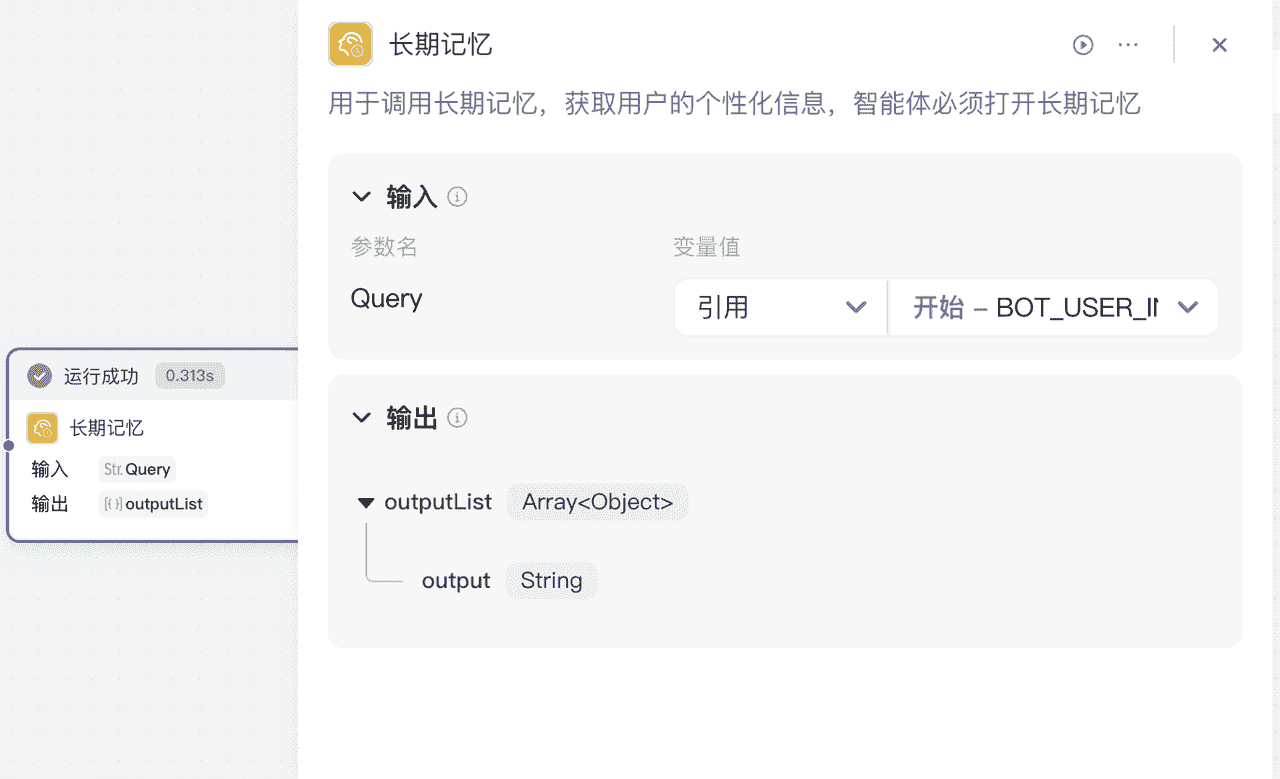 长期记忆
用于调用长期记忆，获取用户的个性化信息，智能体必须打开长期记忆
输入
参数名 变量值
Query 引用 开始 – BOT_USER_
输出
outputList Array<Object>
output String
运行成功 0.313s
长期记忆
输入 Str. Query
输出 [{}] outputList